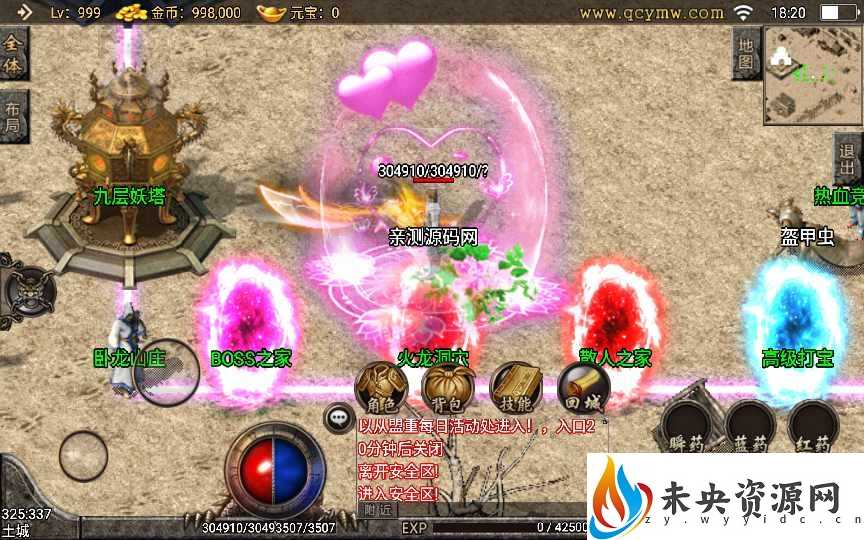 Lv: 999
金币: 998,000
元宝: 0
www.qcymw.com
18:20
全体
布局
地图
退出
304910/304910/?
亲测源码网
九层妖塔
热血竞
盔甲虫
卧龙山庄
BOSS之家
火龙洞穴
散人之家
高级打宝
角色
背包
技能
回城
瞬药
蓝药
红药
以从盟重每日活动处进入!，入口2
0分钟后关闭
离开安全区!
进入安全区!
附近
325:337
土城
304910/30493507/3507
EXP
0/42500
未央资源网
zy.wyyidc.cn